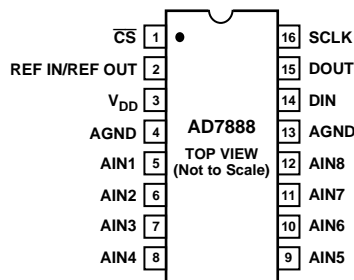 CS 1 16 SCLK
REF IN/REF OUT 2 15 DOUT
VDD 3 14 DIN
AGND 4 AD7888 13 AGND
AIN1 5 TOP VIEW 12 AIN8
AIN2 6 (Not to Scale) 11 AIN7
AIN3 7 10 AIN6
AIN4 8 9 AIN5